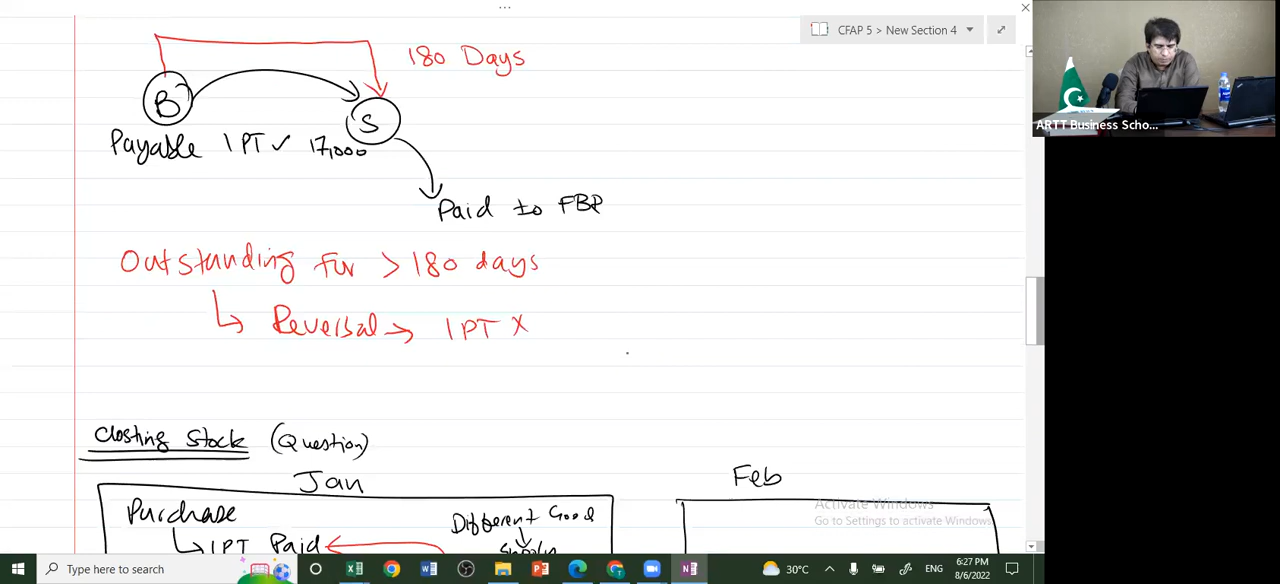 CFAP 5 > New Section 4
180 Days
B
S
Payable IPT ✓ 17,000
Paid to FBR
ARTT Business Scho...
Outstanding for > 180 days
Reversal → IPT X
Closting Stock (Question)
Jan
Feb
Purchase
IPT Paid
Different Good
Supply
Activate Windows
Go to Settings to activate Windows.
Type here to search
30°C
ENG
6:27 PM
8/6/2022